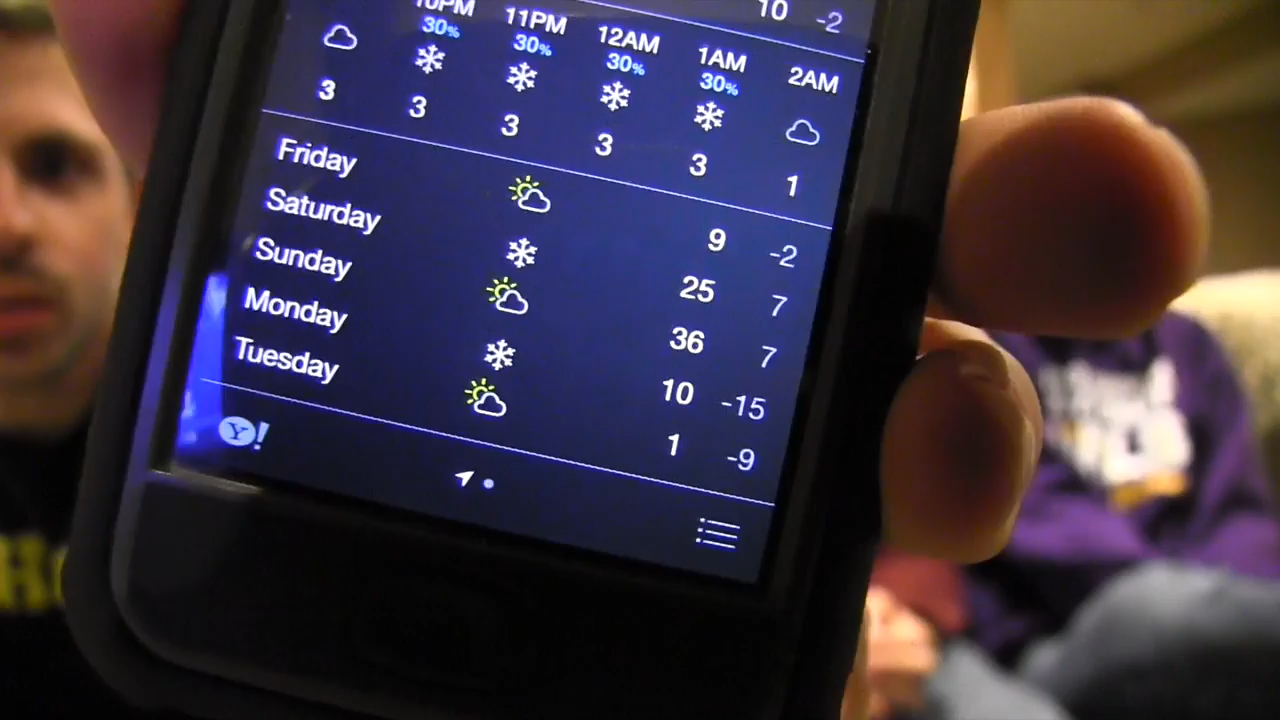 10 -2
10PM 11PM 12AM 1AM 2AM
30% 30% 30% 30%
3 3 3 3 3 1
Friday 9 -2
Saturday 25 7
Sunday 36 7
Monday 10 -15
Tuesday 1 -9
Y!